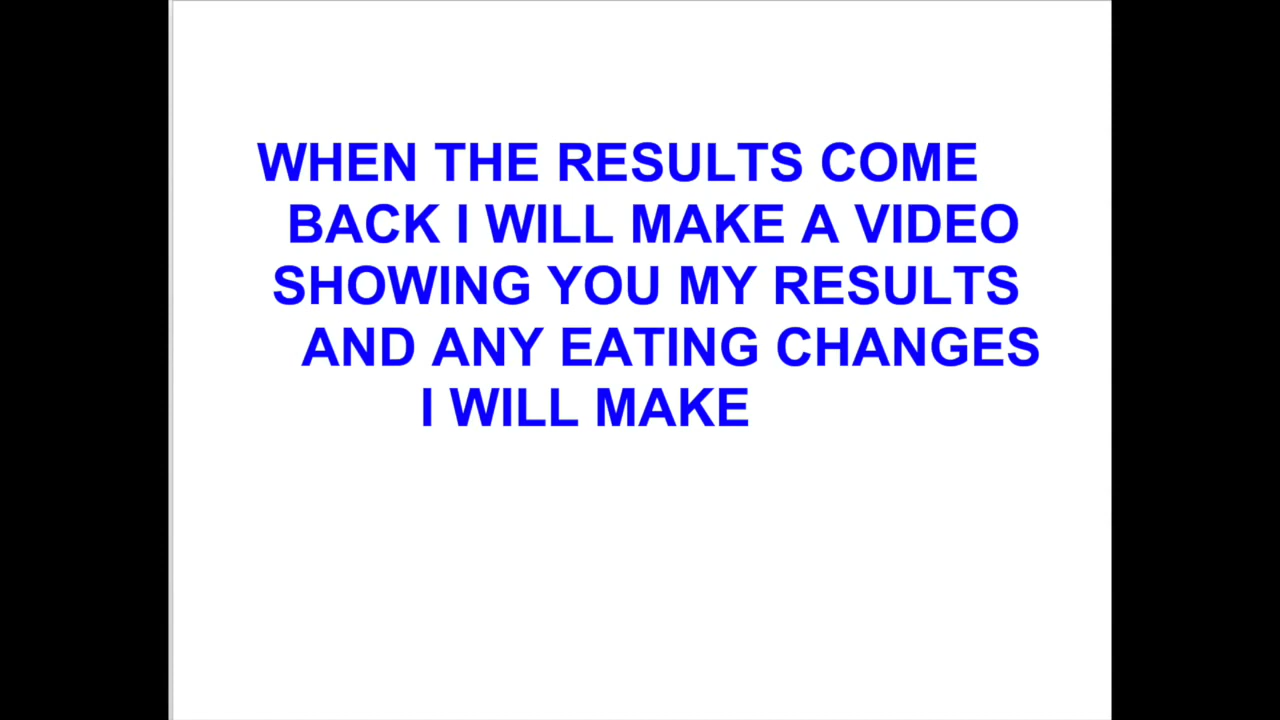 WHEN THE RESULTS COME
BACK I WILL MAKE A VIDEO
SHOWING YOU MY RESULTS
AND ANY EATING CHANGES
I WILL MAKE